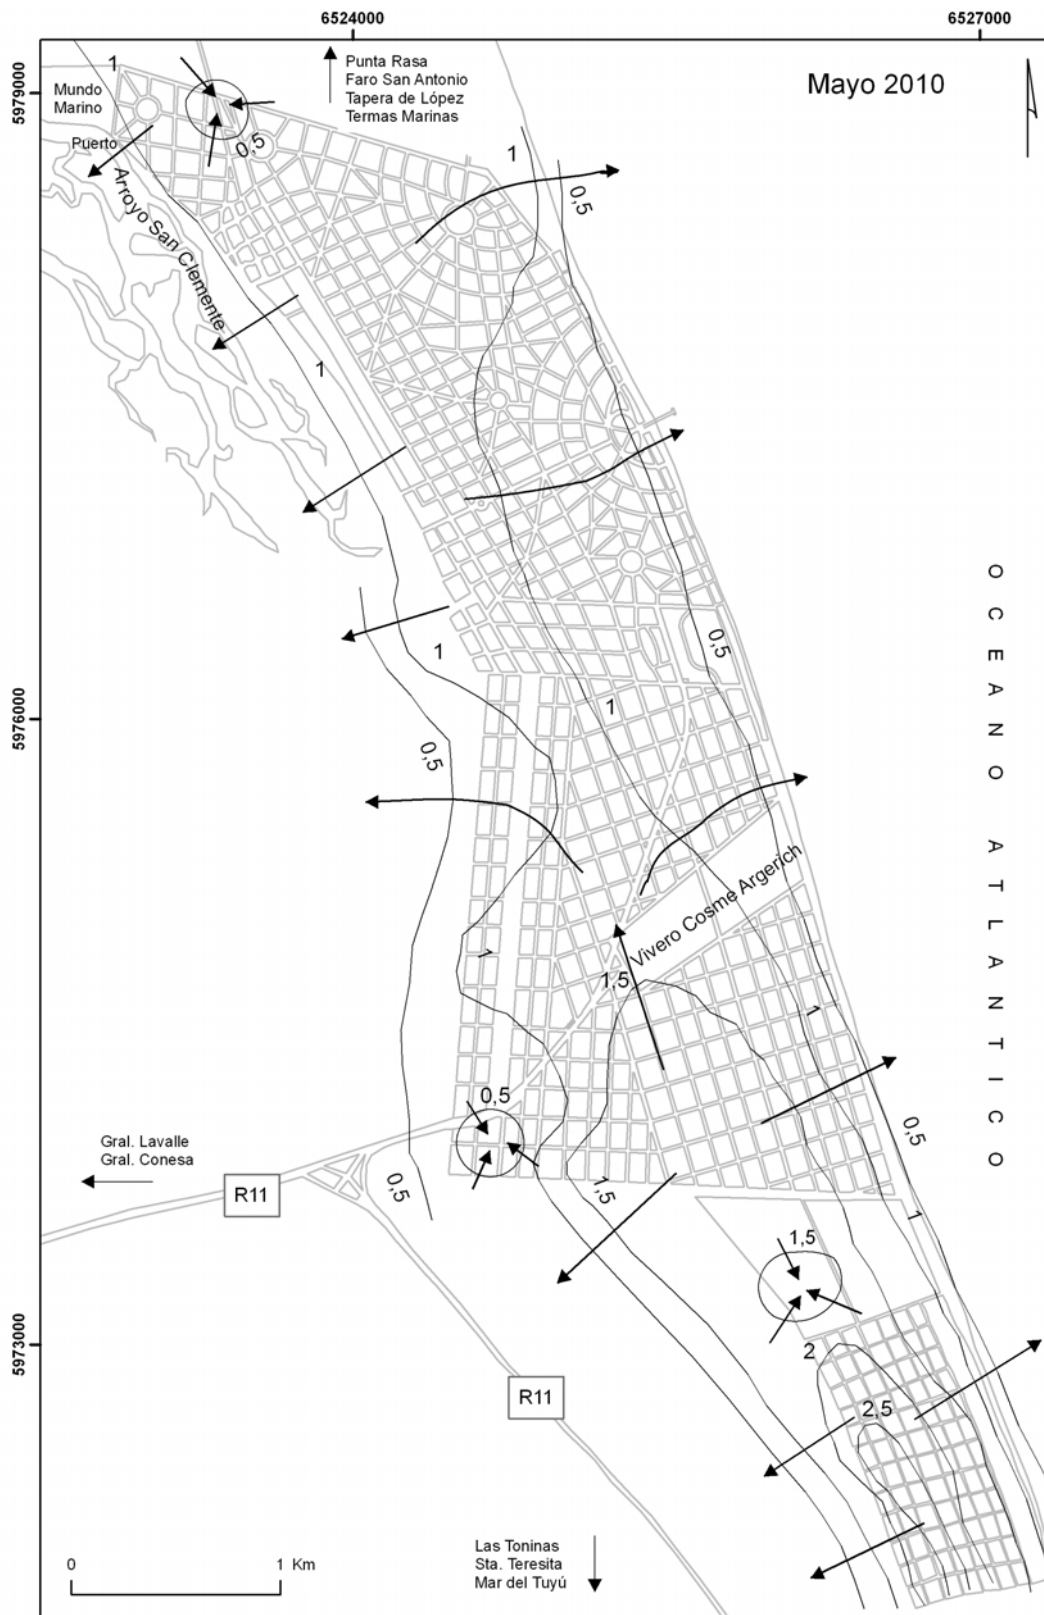 6524000
6527000
5979000
5976000
5973000
Mayo 2010
1
Mundo
Marino
Puerto
Punta Rasa
Faro San Antonio
Tapera de López
Termas Marinas
0,5
1
0,5
Arroyo San Clemente
1
1
0,5
0,5
1
OCEANO ATLANTICO
Vivero Cosme Argerich
1
1,5
1
0,5
0,5
Gral. Lavalle
Gral. Conesa
R11
0,5
1,5
1
1,5
2
2,5
R11
0
1 Km
Las Toninas
Sta. Teresita
Mar del Tuyú